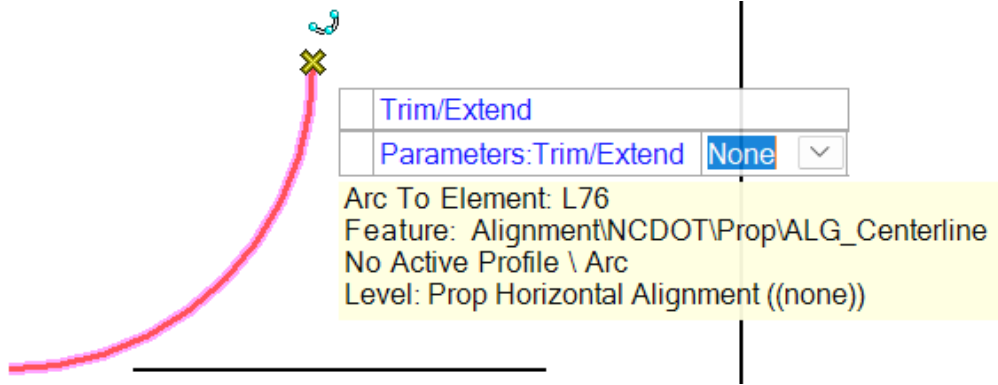 Trim/Extend
Parameters:Trim/Extend None
Arc To Element: L76
Feature: Alignment\NCDOT\Prop\ALG_Centerline
No Active Profile \ Arc
Level: Prop Horizontal Alignment ((none))